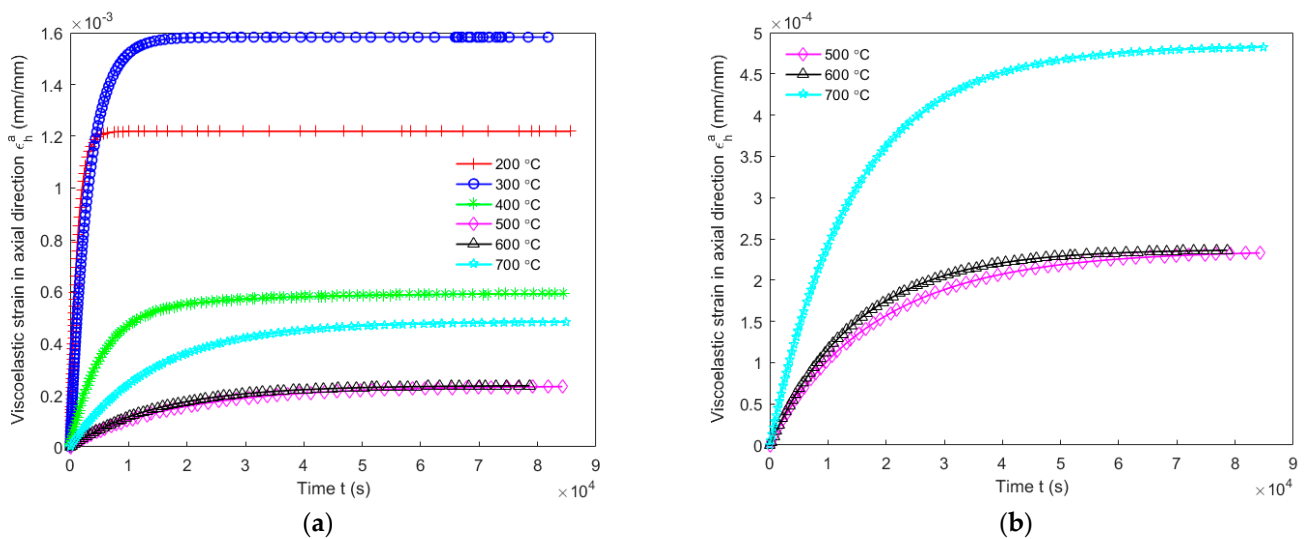 ×10⁻³
Viscoelastic strain in axial direction ϵₕᵃ (mm/mm)
1.6
1.4
1.2
1
0.8
0.6
0.4
0.2
0
200 °C
300 °C
400 °C
500 °C
600 °C
700 °C
0 1 2 3 4 5 6 7 8 9
Time t (s)
×10⁴
(a)
×10⁻⁴
Viscoelastic strain in axial direction ϵₕᵃ (mm/mm)
5
4.5
4
3.5
3
2.5
2
1.5
1
0.5
0
500 °C
600 °C
700 °C
0 1 2 3 4 5 6 7 8 9
Time t (s)
×10⁴
(b)